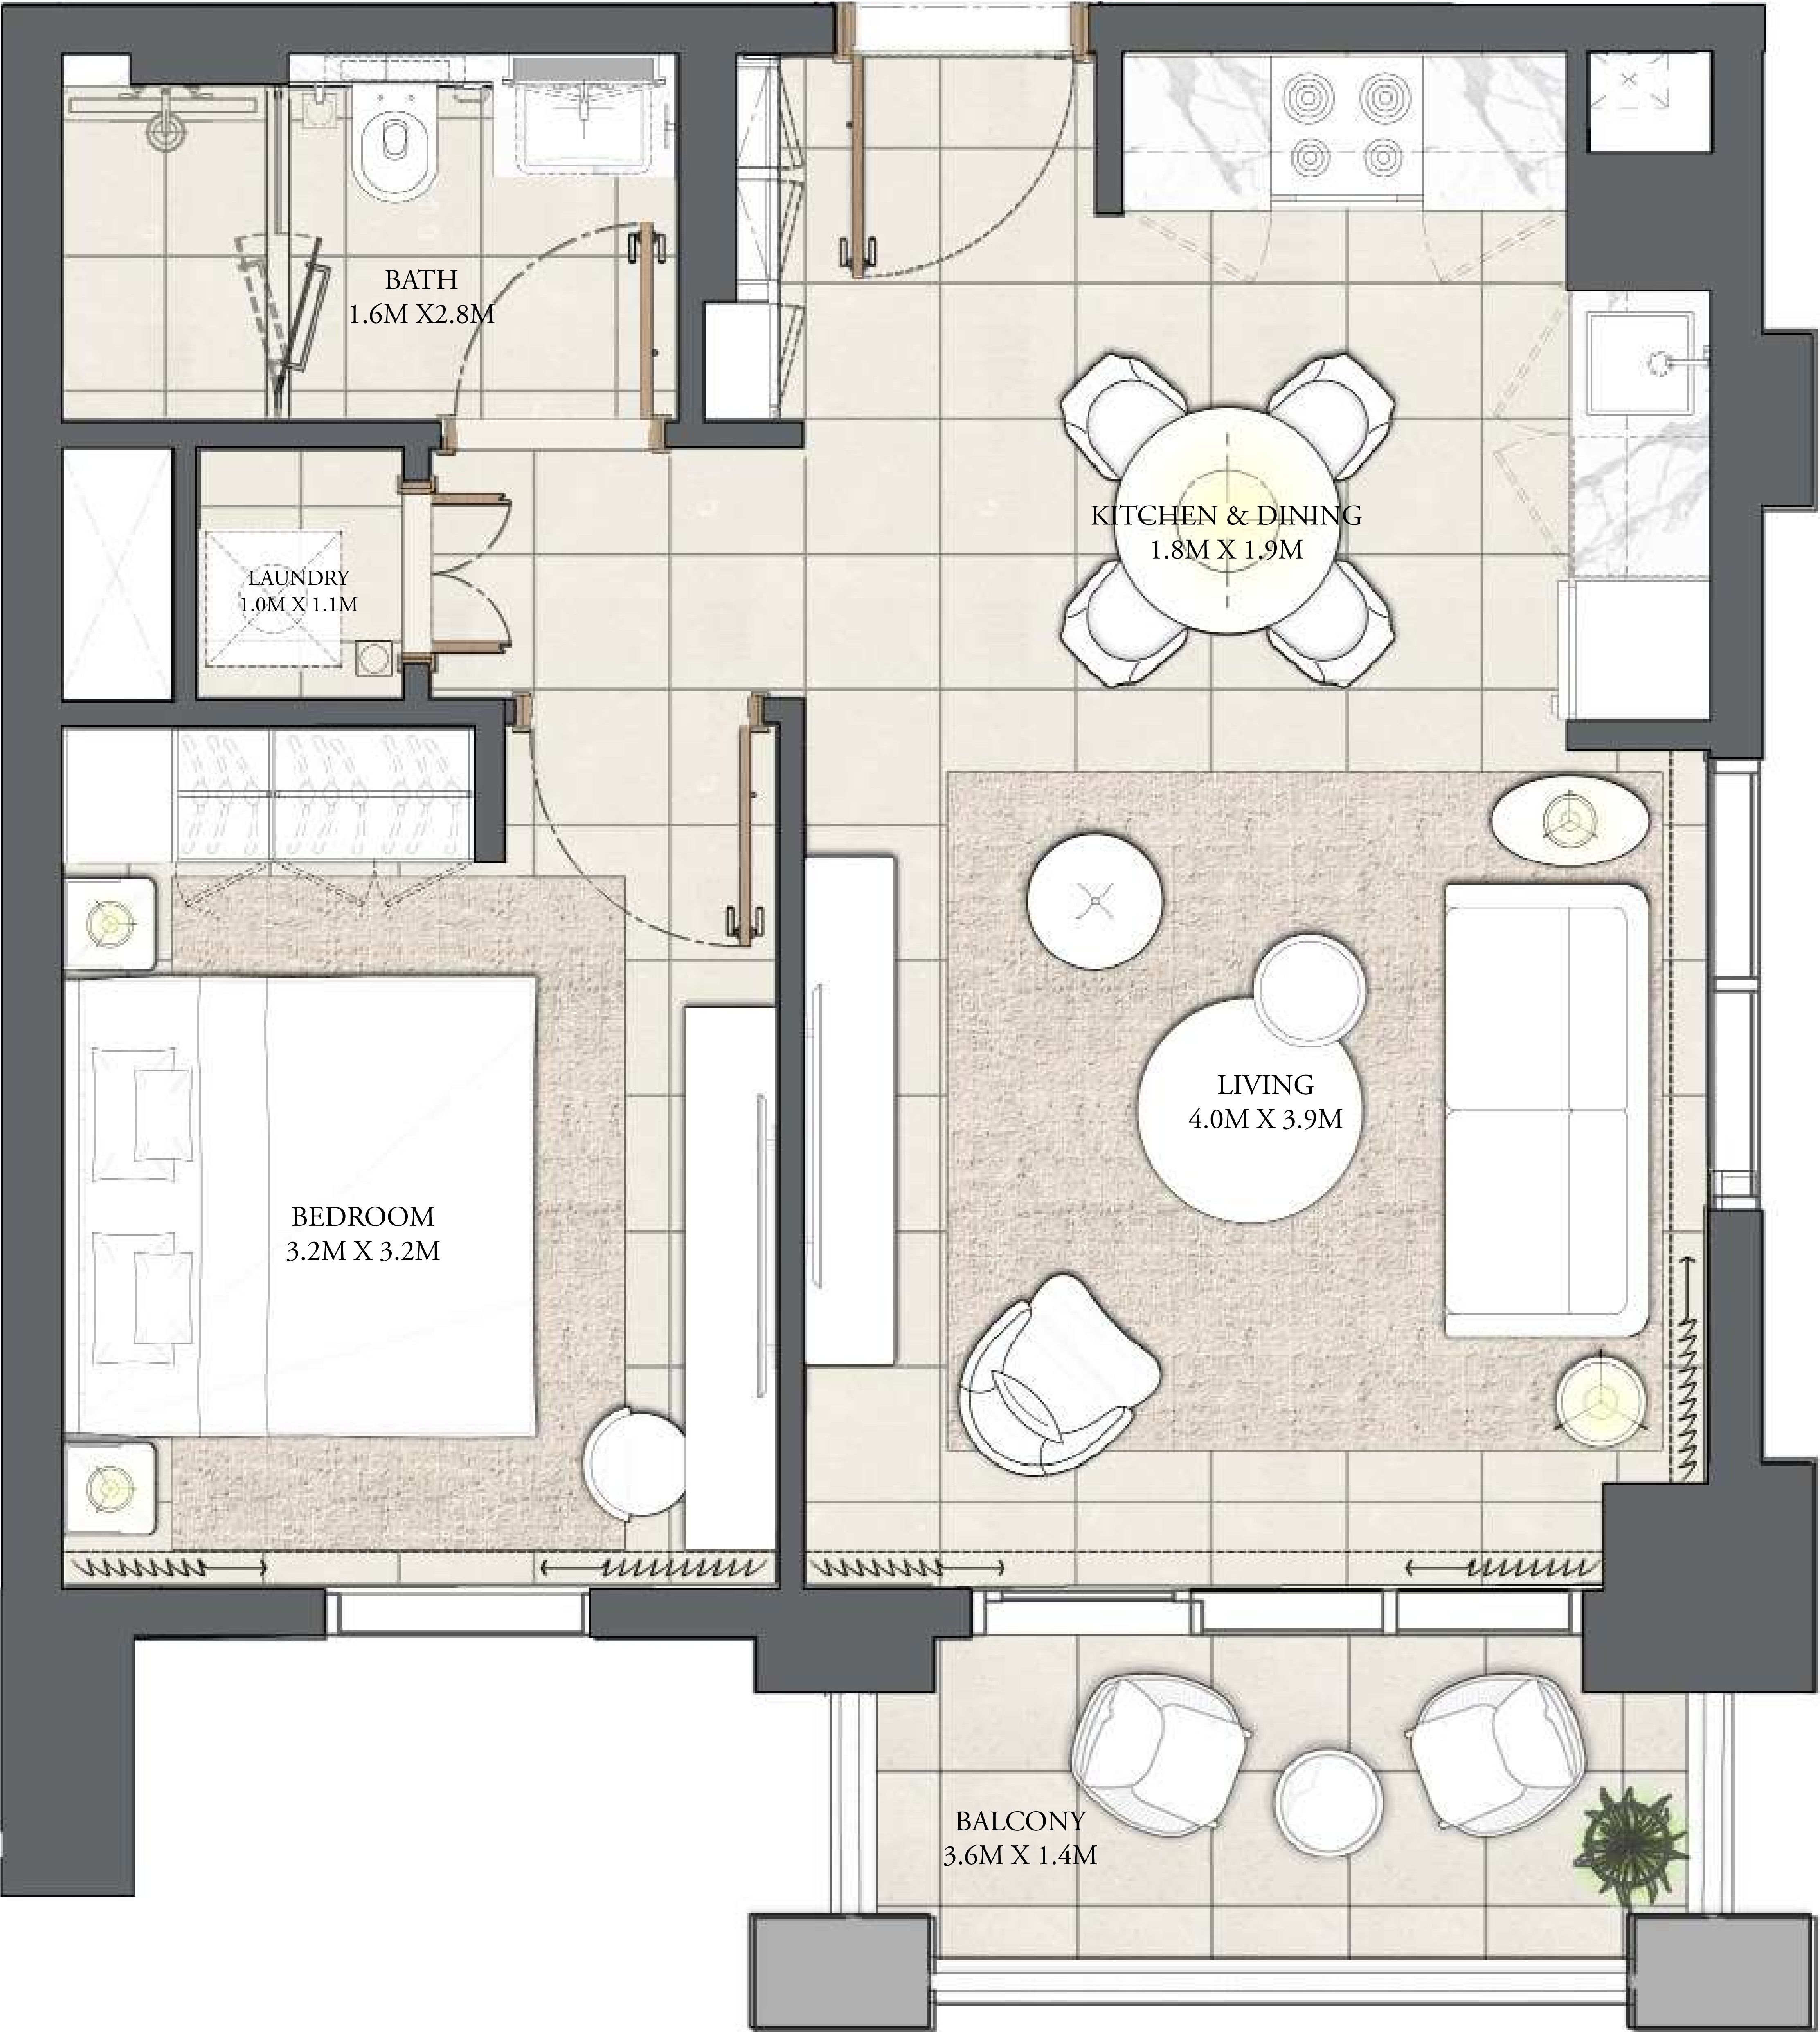 BATH
1.6M X2.8M
KITCHEN & DINING
1.8M X 1.9M
LAUNDRY
1.0M X 1.1M
LIVING
4.0M X 3.9M
BEDROOM
3.2M X 3.2M
BALCONY
3.6M X 1.4M